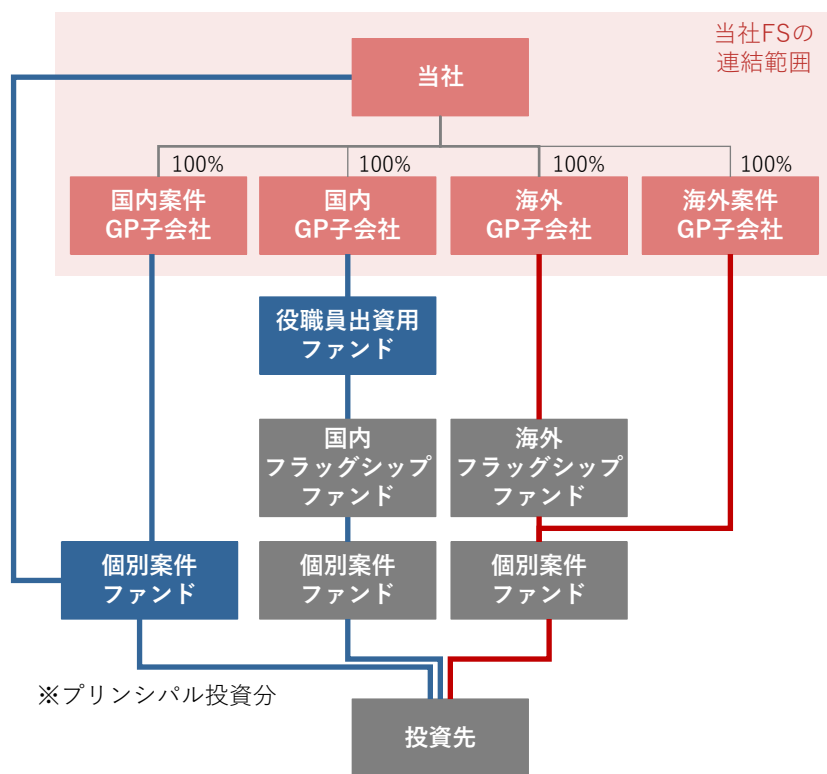 当社FSの
連結範囲
当社
100%
100%
100%
100%
国内案件
GP子会社
国内
GP子会社
海外
GP子会社
海外案件
GP子会社
役職員出資用
ファンド
国内
フラッグシップ
ファンド
海外
フラッグシップ
ファンド
個別案件
ファンド
個別案件
ファンド
個別案件
ファンド
※プリンシパル投資分
投資先